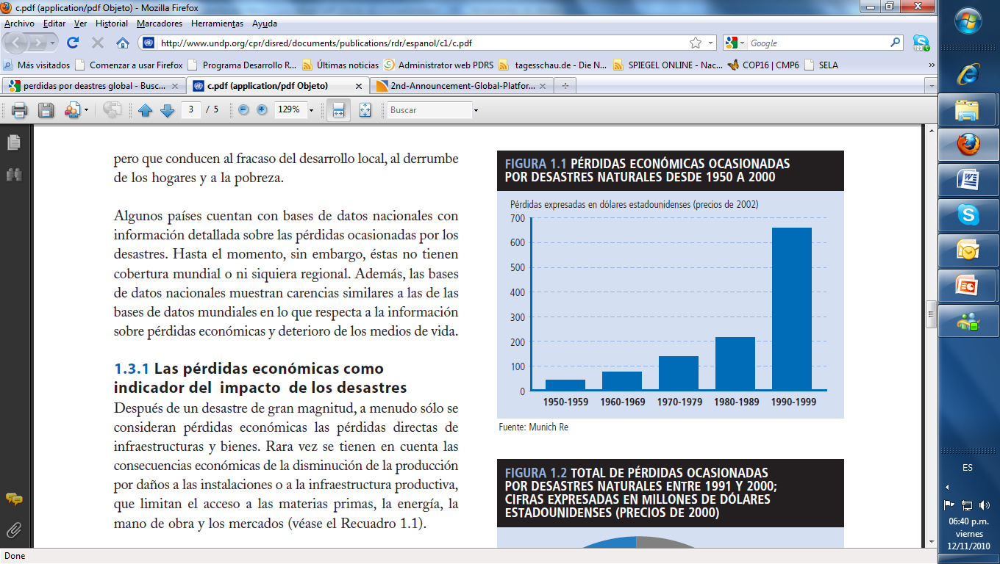 c.pdf (application/pdf Objeto) - Mozilla Firefox
Archivo Editar Ver Historial Marcadores Herramientas Ayuda
http://www.undp.org/cpr/disred/documents/publications/rdr/espanol/c1/c.pdf
Google
Más visitados Comenzar a usar Firefox Programa Desarrollo R... Últimas noticias Administrator web PDRS tagesschau.de - Die N... SPIEGEL ONLINE - Nac... COP16 | CMP6 SELA »
perdidas por deastres global - Busc... c.pdf (application/pdf Objeto) 2nd-Announcement-Global-Platfor...
3 / 5 129% Buscar
pero que conducen al fracaso del desarrollo local, al derrumbe
de los hogares y a la pobreza.
Algunos países cuentan con bases de datos nacionales con
información detallada sobre las pérdidas ocasionadas por los
desastres. Hasta el momento, sin embargo, éstas no tienen
cobertura mundial o ni siquiera regional. Además, las bases
de datos nacionales muestran carencias similares a las de las
bases de datos mundiales en lo que respecta a la información
sobre pérdidas económicas y deterioro de los medios de vida.
1.3.1 Las pérdidas económicas como
indicador del impacto de los desastres
Después de un desastre de gran magnitud, a menudo sólo se
consideran pérdidas económicas las pérdidas directas de
infraestructuras y bienes. Rara vez se tienen en cuenta las
consecuencias económicas de la disminución de la producción
por daños a las instalaciones o a la infraestructura productiva,
que limitan el acceso a las materias primas, la energía, la
mano de obra y los mercados (véase el Recuadro 1.1).
FIGURA 1.1 PÉRDIDAS ECONÓMICAS OCASIONADAS
POR DESASTRES NATURALES DESDE 1950 A 2000
Pérdidas expresadas en dólares estadounidenses (precios de 2002)
700
600
500
400
300
200
100
0
1950-1959 1960-1969 1970-1979 1980-1989 1990-1999
Fuente: Munich Re
FIGURA 1.2 TOTAL DE PÉRDIDAS OCASIONADAS
POR DESASTRES NATURALES ENTRE 1991 Y 2000;
CIFRAS EXPRESADAS EN MILLONES DE DÓLARES
ESTADOUNIDENSES (PRECIOS DE 2000)
Done
ES
06:40 p.m.
viernes
12/11/2010